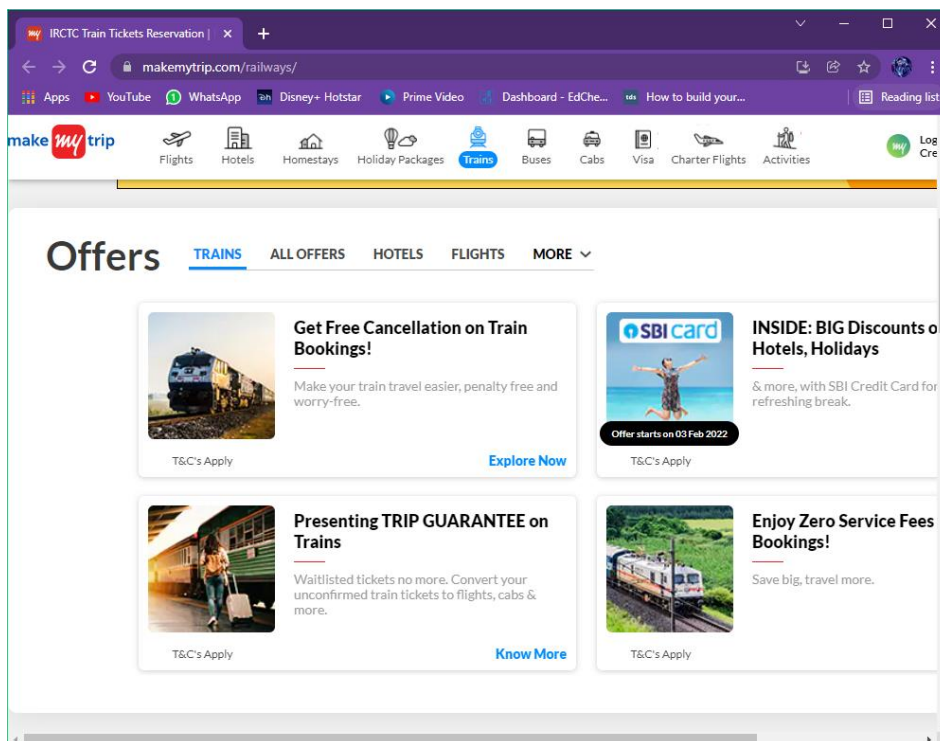 my IRCTC Train Tickets Reservation |
makemytrip.com/railways/
Apps YouTube WhatsApp Disney+ Hotstar Prime Video Dashboard - EdChe... tds How to build your... Reading list
make my trip
Flights Hotels Homestays Holiday Packages Trains Buses Cabs Visa Charter Flights Activities
my Log
Cre
Offers TRAINS ALL OFFERS HOTELS FLIGHTS MORE
Get Free Cancellation on Train
Bookings!
Make your train travel easier, penalty free and
worry-free.
T&C's Apply Explore Now
SBI card
Offer starts on 03 Feb 2022
INSIDE: BIG Discounts o
Hotels, Holidays
& more, with SBI Credit Card for
refreshing break.
T&C's Apply
Presenting TRIP GUARANTEE on
Trains
Waitlisted tickets no more. Convert your
unconfirmed train tickets to flights, cabs &
more.
T&C's Apply Know More
Enjoy Zero Service Fees
Bookings!
Save big, travel more.
T&C's Apply